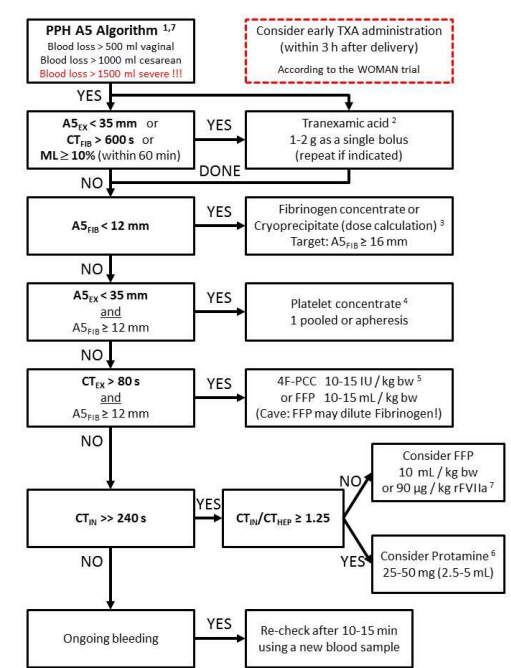 PPH A5 Algorithm 1,7
Blood loss > 500 ml vaginal
Blood loss > 1000 ml cesarean
Blood loss > 1500 ml severe !!!
Consider early TXA administration
(within 3 h after delivery)
According to the WOMAN trial
YES
A5EX < 35 mm or
CTFIB > 600 s or
ML ≥ 10% (within 60 min)
YES
Tranexamic acid 2
1-2 g as a single bolus
(repeat if indicated)
DONE
NO
A5FIB < 12 mm
YES
Fibrinogen concentrate or
Cryoprecipitate (dose calculation) 3
Target: A5FIB ≥ 16 mm
NO
A5EX < 35 mm
and
A5FIB ≥ 12 mm
YES
Platelet concentrate 4
1 pooled or apheresis
NO
CTEX > 80 s
and
A5FIB ≥ 12 mm
YES
4F-PCC 10-15 IU / kg bw 5
or FFP 10-15 mL / kg bw
(Cave: FFP may dilute Fibrinogen!)
NO
CTIN >> 240 s
YES
CTIN/CTHEP ≥ 1.25
NO
Consider FFP
10 mL / kg bw
or 90 µg / kg rFVIIa 7
YES
Consider Protamine 6
25-50 mg (2.5-5 mL)
NO
Ongoing bleeding
YES
Re-check after 10-15 min
using a new blood sample